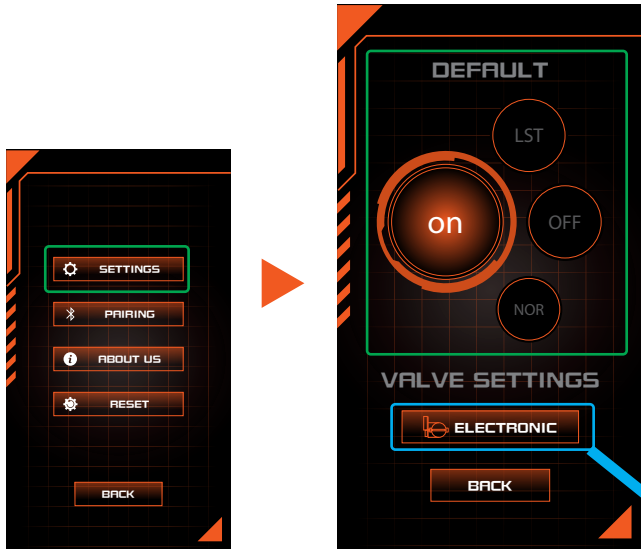 SETTINGS
PAIRING
ABOUT US
RESET
BACK
DEFAULT
LST
on
OFF
NOR
VALVE SETTINGS
ELECTRONIC
BACK